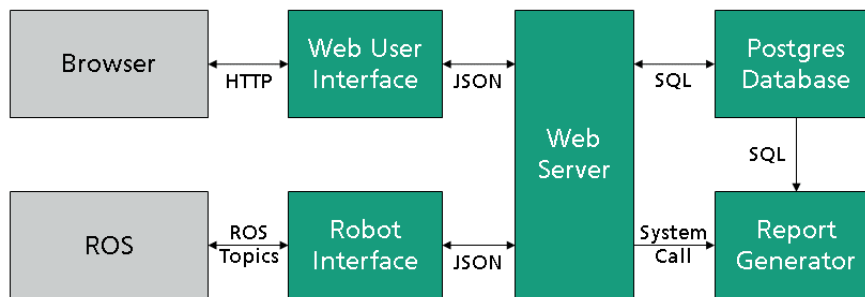 Browser
HTTP
Web User
Interface
JSON
Web
Server
SQL
Postgres
Database
SQL
ROS
ROS
Topics
Robot
Interface
JSON
System
Call
Report
Generator